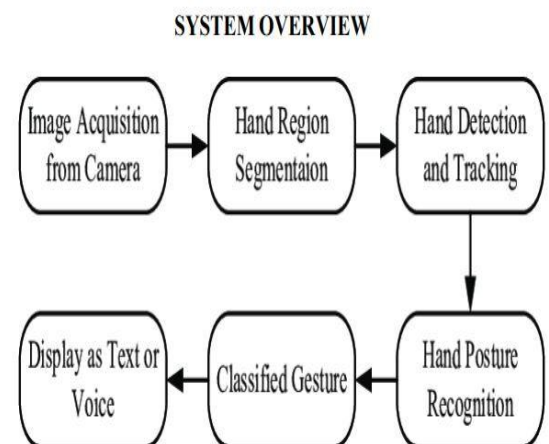 SYSTEM OVERVIEW
Image Acquisition
from Camera
Hand Region
Segmentaion
Hand Detection
and Tracking
Hand Posture
Recognition
Classified Gesture
Display as Text or
Voice